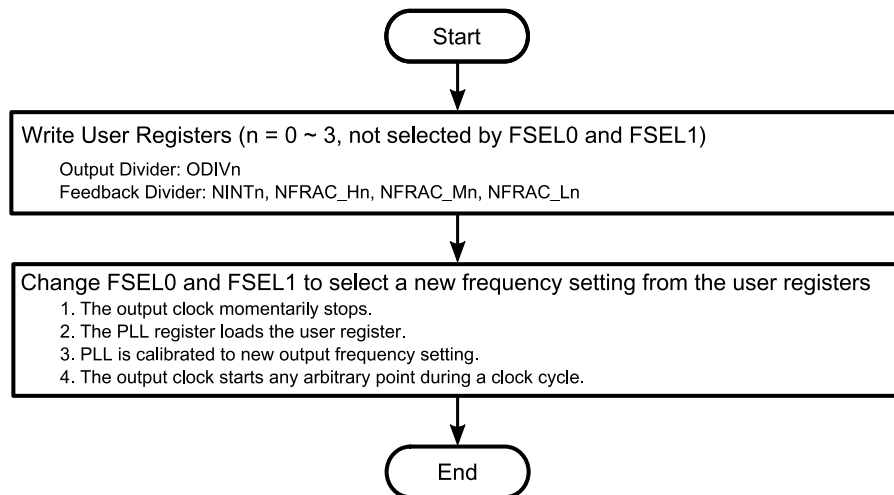 Start
Write User Registers (n = 0 ~ 3, not selected by FSEL0 and FSEL1)
Output Divider: ODIVn
Feedback Divider: NINTn, NFRAC_Hn, NFRAC_Mn, NFRAC_Ln
Change FSEL0 and FSEL1 to select a new frequency setting from the user registers
1. The output clock momentarily stops.
2. The PLL register loads the user register.
3. PLL is calibrated to new output frequency setting.
4. The output clock starts any arbitrary point during a clock cycle.
End